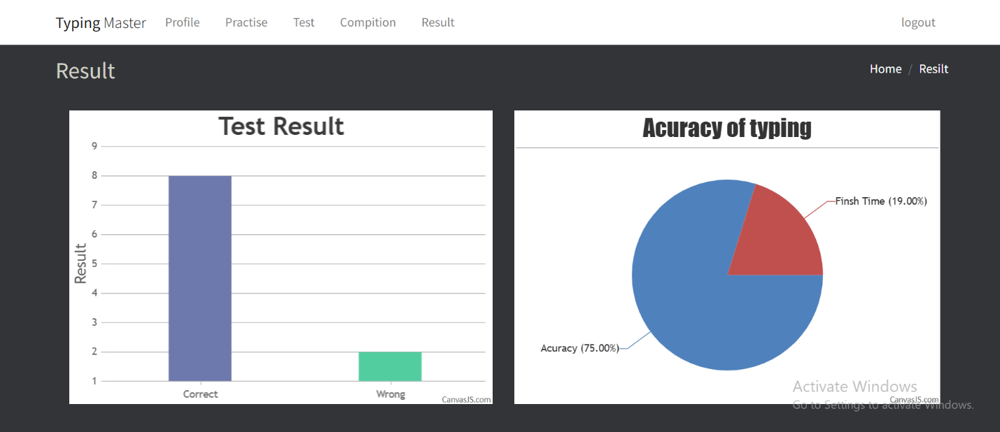 Typing Master Profile Practise Test Compition Result logout
Result
Home / Resilt
Test Result
9
8
7
6
5
4
3
2
1
Result
Correct Wrong
CanvasJS.com
Acuracy of typing
Finsh Time (19.00%)
Acuracy (75.00%)
CanvasJS.com
Activate Windows
Go to Settings to activate Windows.